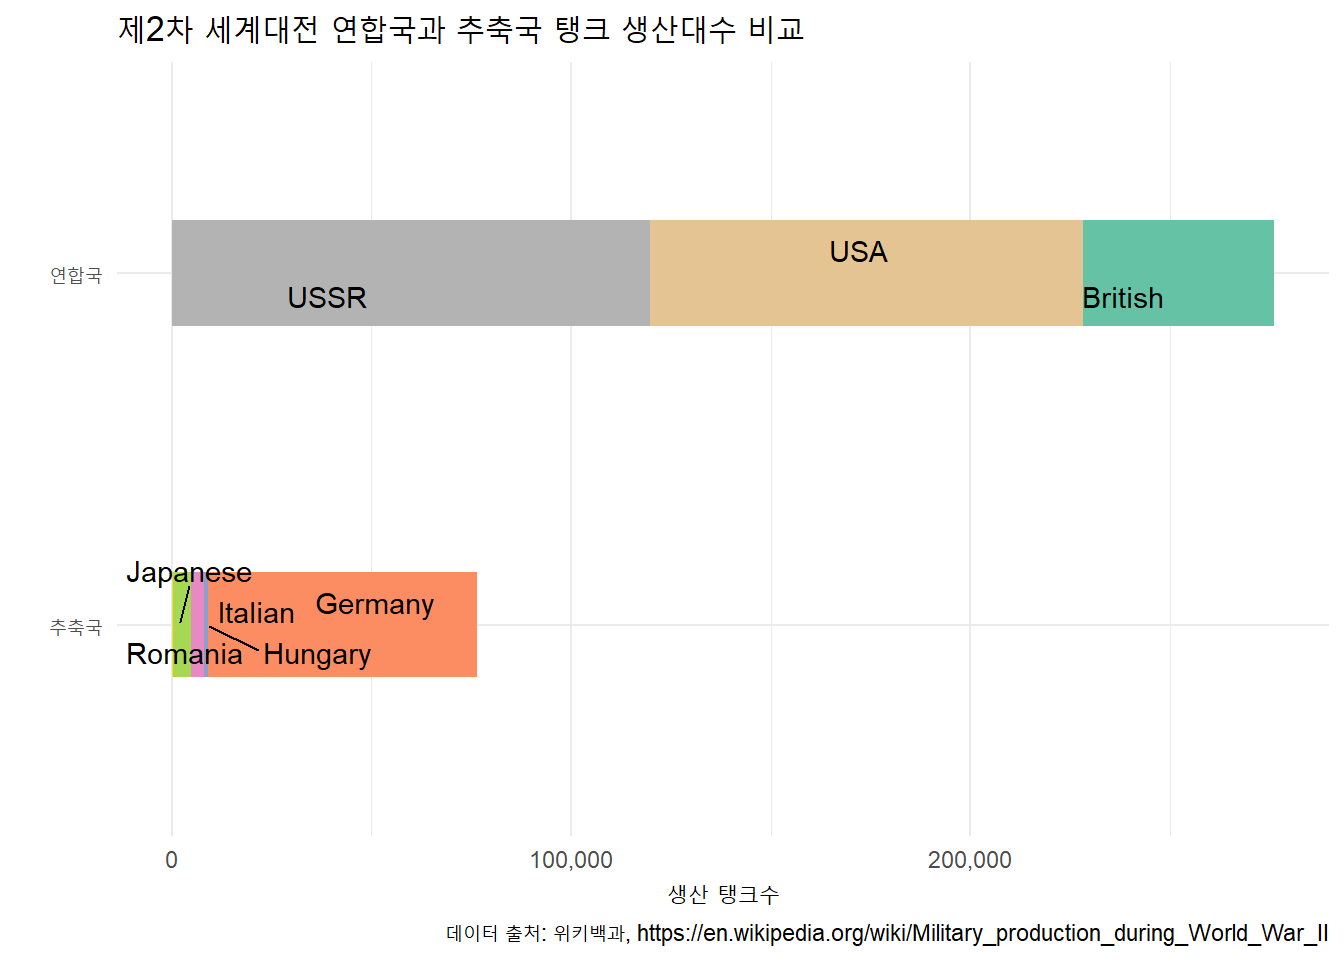 제2차 세계대전 연합국과 추축국 탱크 생산대수 비교
연합국
USSR
USA
British
추축국
Japanese
Italian
Germany
Romania
Hungary
0
100,000
200,000
생산 탱크수
데이터 출처: 위키백과, https://en.wikipedia.org/wiki/Military_production_during_World_War_II